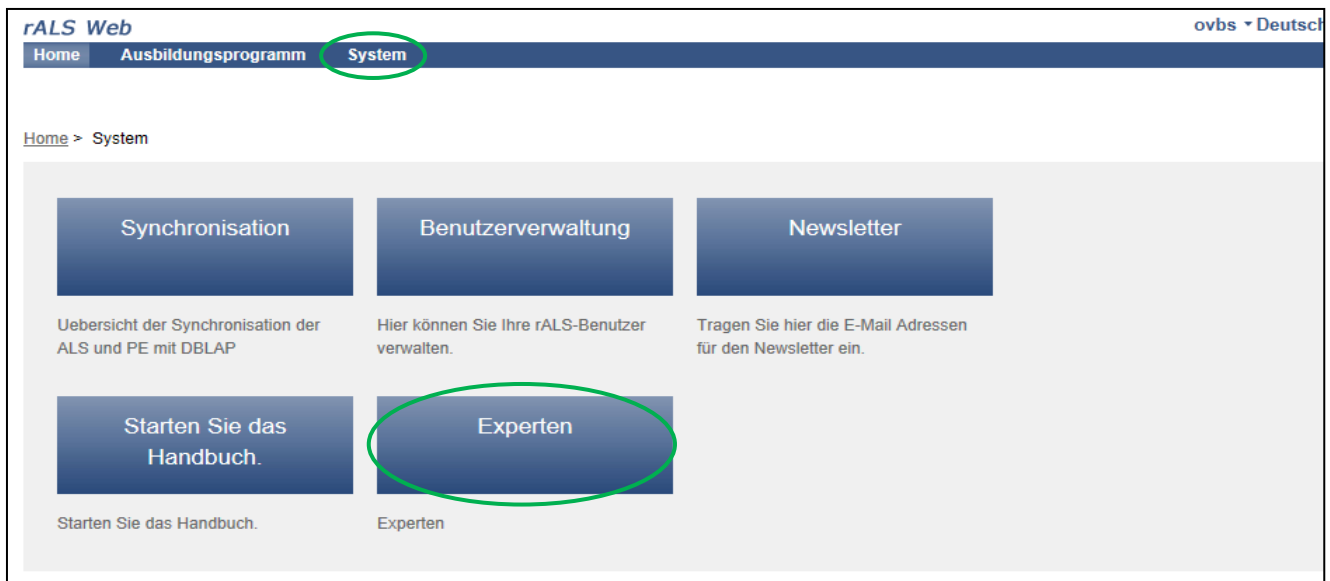 rALS Web
ovbs Deutsch
Home Ausbildungsprogramm System
Home > System
Synchronisation
Benutzerverwaltung
Newsletter
Uebersicht der Synchronisation der
ALS und PE mit DBLAP
Hier können Sie Ihre rALS-Benutzer
verwalten.
Tragen Sie hier die E-Mail Adressen
für den Newsletter ein.
Starten Sie das
Handbuch.
Experten
Starten Sie das Handbuch.
Experten